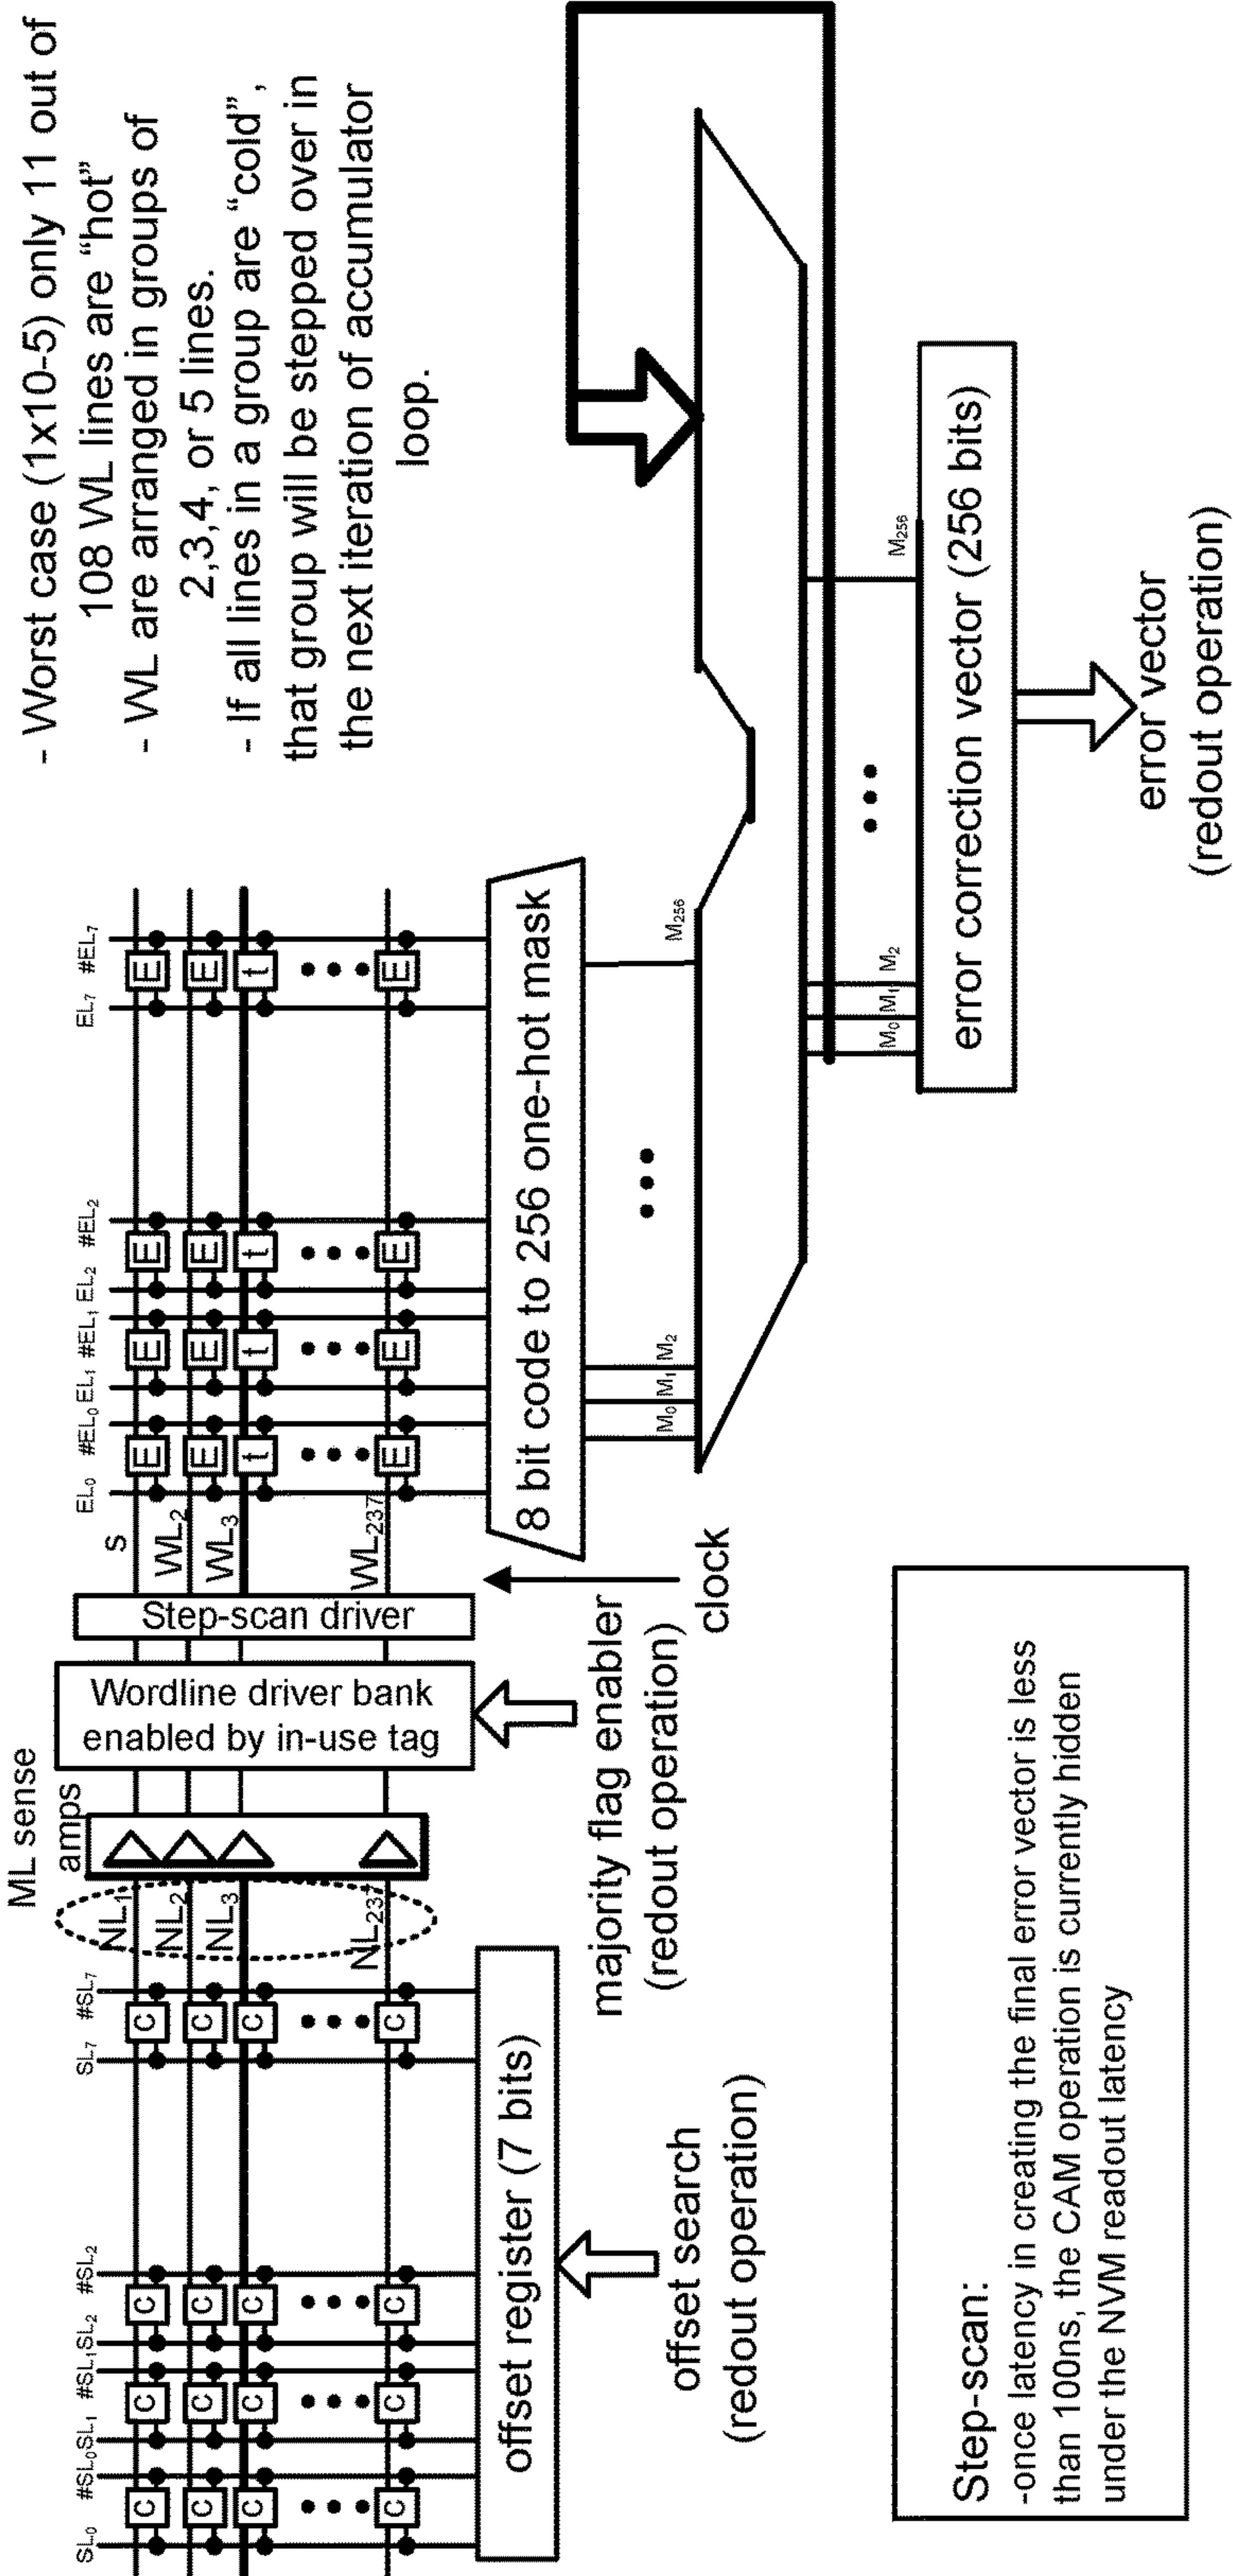 SL₀ #SL₀ SL₁ #SL₁ SL₂ #SL₂ SL₇ #SL₇
C C C C
C C C C
C C C C
C C C C
NL₁
NL₂
NL₃
NL₂₃₇
offset register (7 bits)
offset search
(redout operation)
ML sense
amps
Wordline driver bank
enabled by in-use tag
majority flag enabler
(redout operation)
Step-scan driver
clock
S
WL₂
WL₃
WL₂₃₇
EL₀ #EL₀ EL₁ #EL₁ EL₂ #EL₂ EL₇ #EL₇
E E E E
E E E E
t t t t
E E E E
8 bit code to 256 one-hot mask
M₀ M₁ M₂ M₂₅₆
- Worst case (1x10-5) only 11 out of
108 WL lines are “hot”
- WL are arranged in groups of
2,3,4, or 5 lines.
- If all lines in a group are “cold”,
that group will be stepped over in
the next iteration of accumulator
loop.
M₀ M₁ M₂ M₂₅₆
error correction vector (256 bits)
error vector
(redout operation)
Step-scan:
-once latency in creating the final error vector is less
than 100ns, the CAM operation is currently hidden
under the NVM readout latency